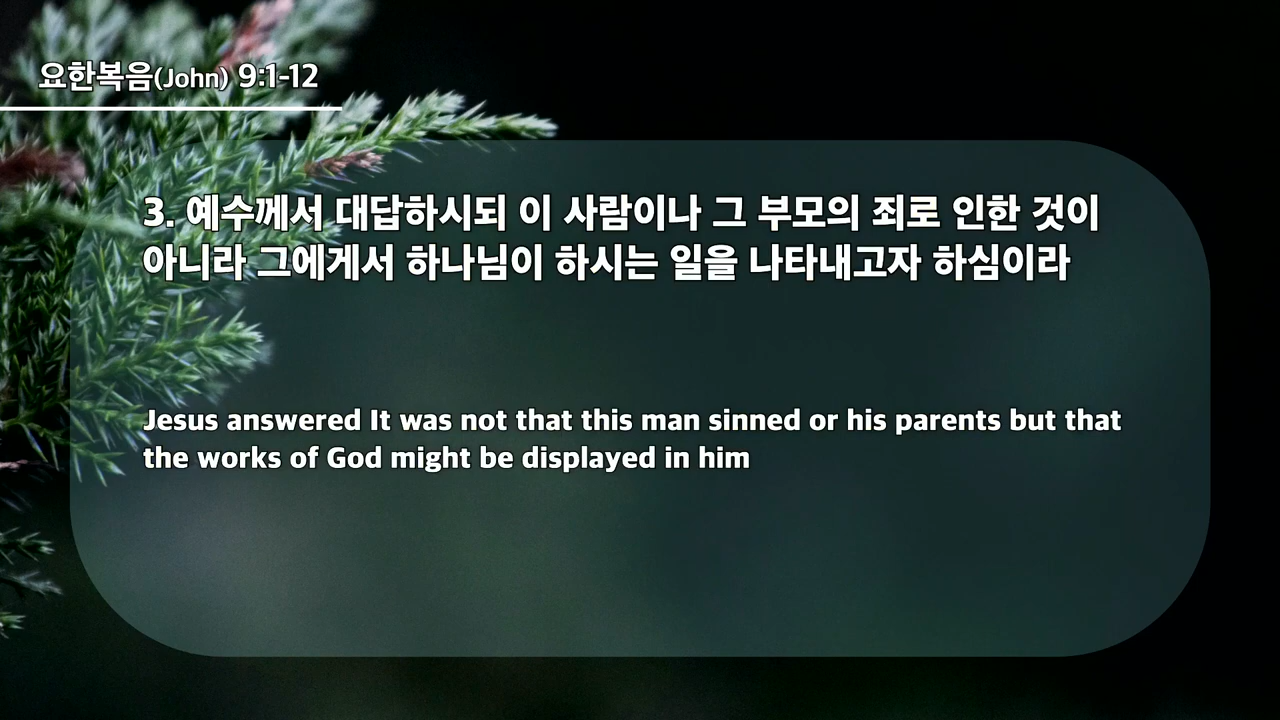 요한복음(John) 9:1-12
3. 예수께서 대답하시되 이 사람이나 그 부모의 죄로 인한 것이
아니라 그에게서 하나님이 하시는 일을 나타내고자 하심이라
Jesus answered It was not that this man sinned or his parents but that
the works of God might be displayed in him